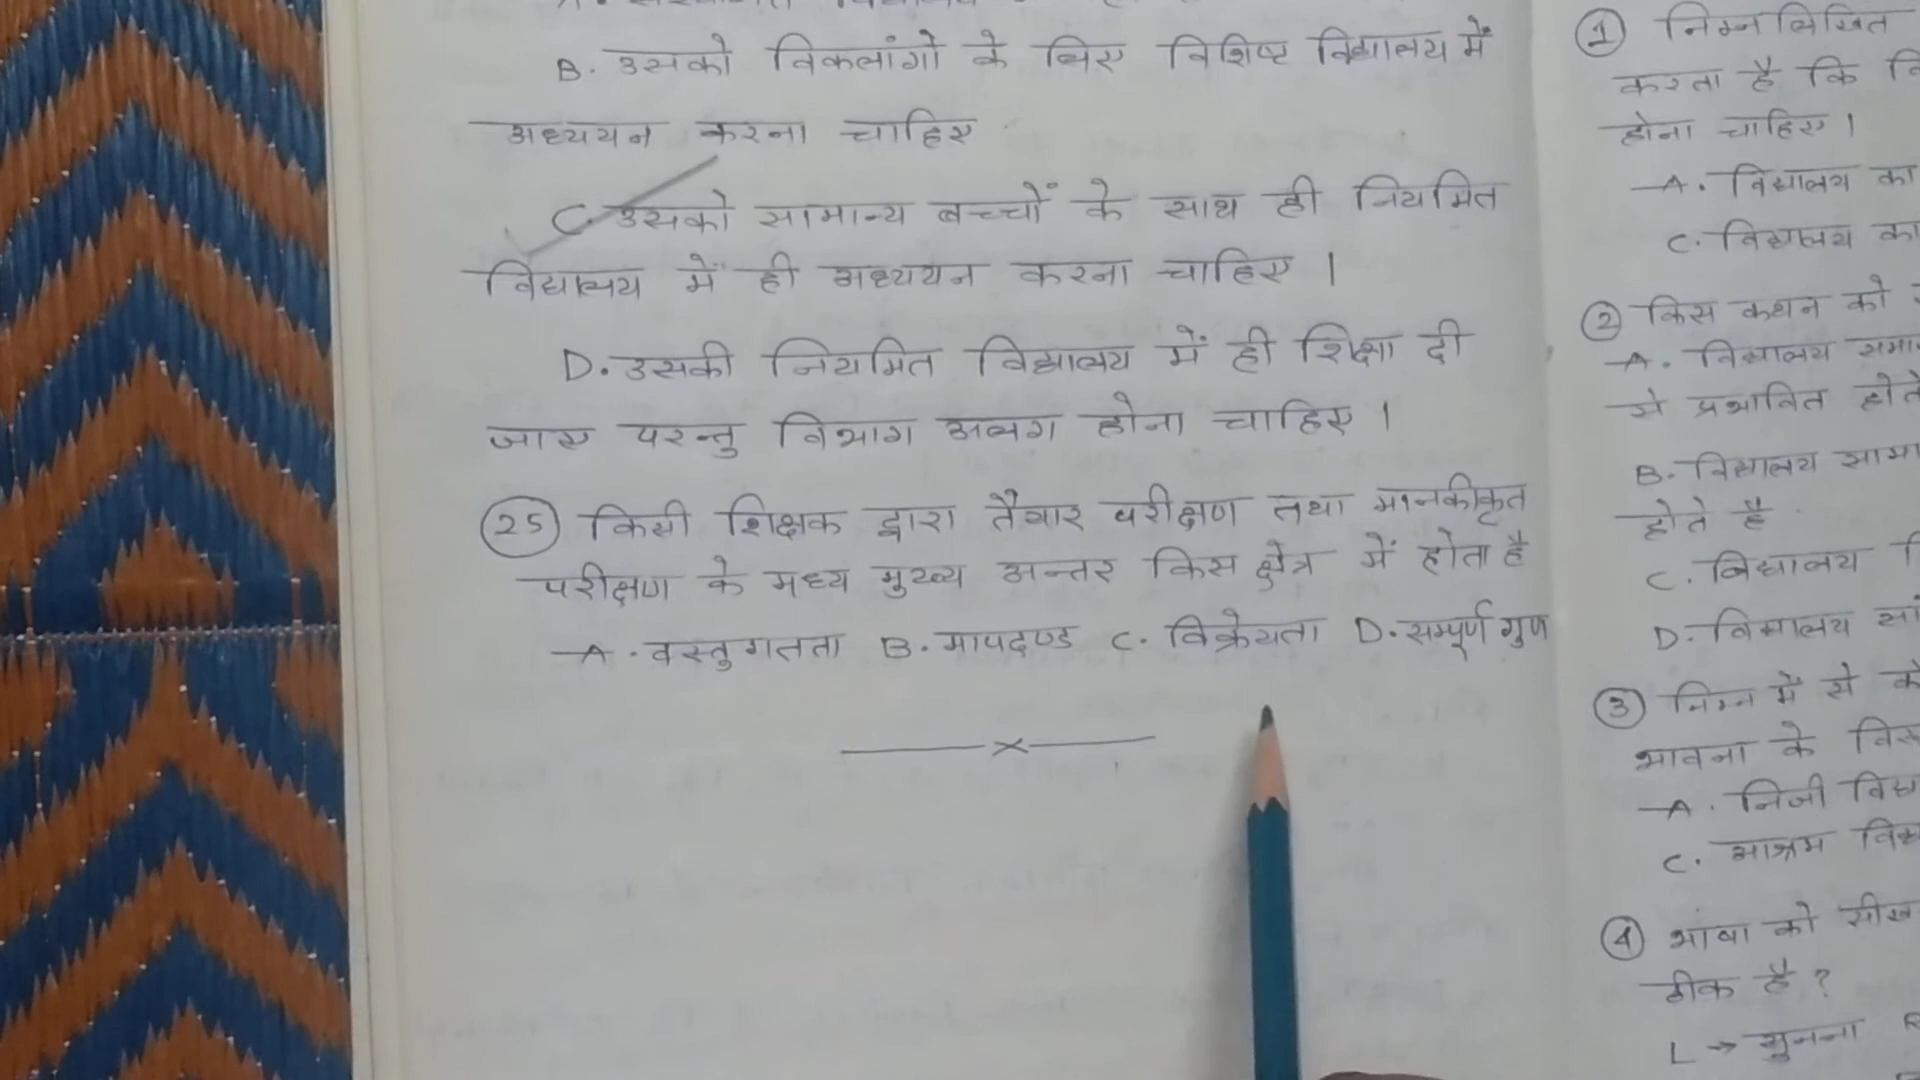 B. उसको विकलांगो के लिए विशिष्ट विद्यालय में
अध्ययन करना चाहिए
C. उसको सामान्य बच्चों के साथ ही नियमित
विद्यालय में ही अध्ययन करना चाहिए ।
D. उसकी नियमित विद्यालय में ही शिक्षा दी
जाए परन्तु विभाग अलग होना चाहिए ।
25 किसी शिक्षक द्वारा तैयार परीक्षण तथा मानकीकृत
परीक्षण के मध्य मुख्य अन्तर किस क्षेत्र में होता है
A. वस्तुगतता B. मापदण्ड C. विक्रेयता D. सम्पूर्ण गुण
x
1 निम्नलिखित
करता है कि
होना चाहिए ।
A. विद्यालय का
C. विद्यालय का
2 किस कथन को
A. विद्यालय
से प्रभावित होते
B. विद्यालय
होते है
C. विद्यालय
D. विद्यालय
3 निम्न में से
भावना के
A. निजी
C. आश्रम
4 भाषा को
ठीक है ?
L → सुनना